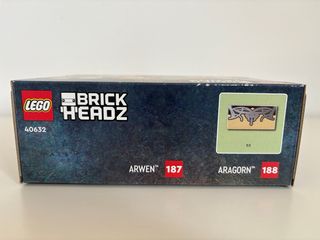 LEGO
BRICK
HEADZ
40632
ARWEN™ 187
ARAGORN™ 188